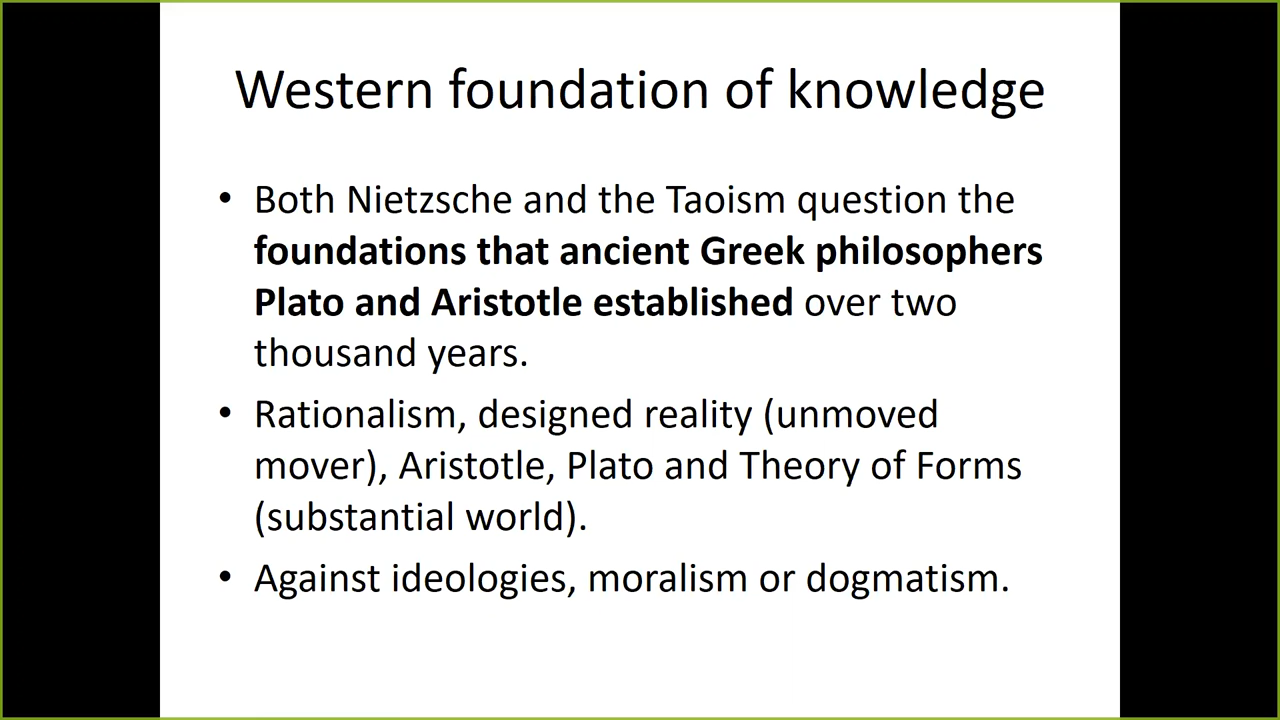 Western foundation of knowledge
• Both Nietzsche and the Taoism question the
foundations that ancient Greek philosophers
Plato and Aristotle established over two
thousand years.
• Rationalism, designed reality (unmoved
mover), Aristotle, Plato and Theory of Forms
(substantial world).
• Against ideologies, moralism or dogmatism.